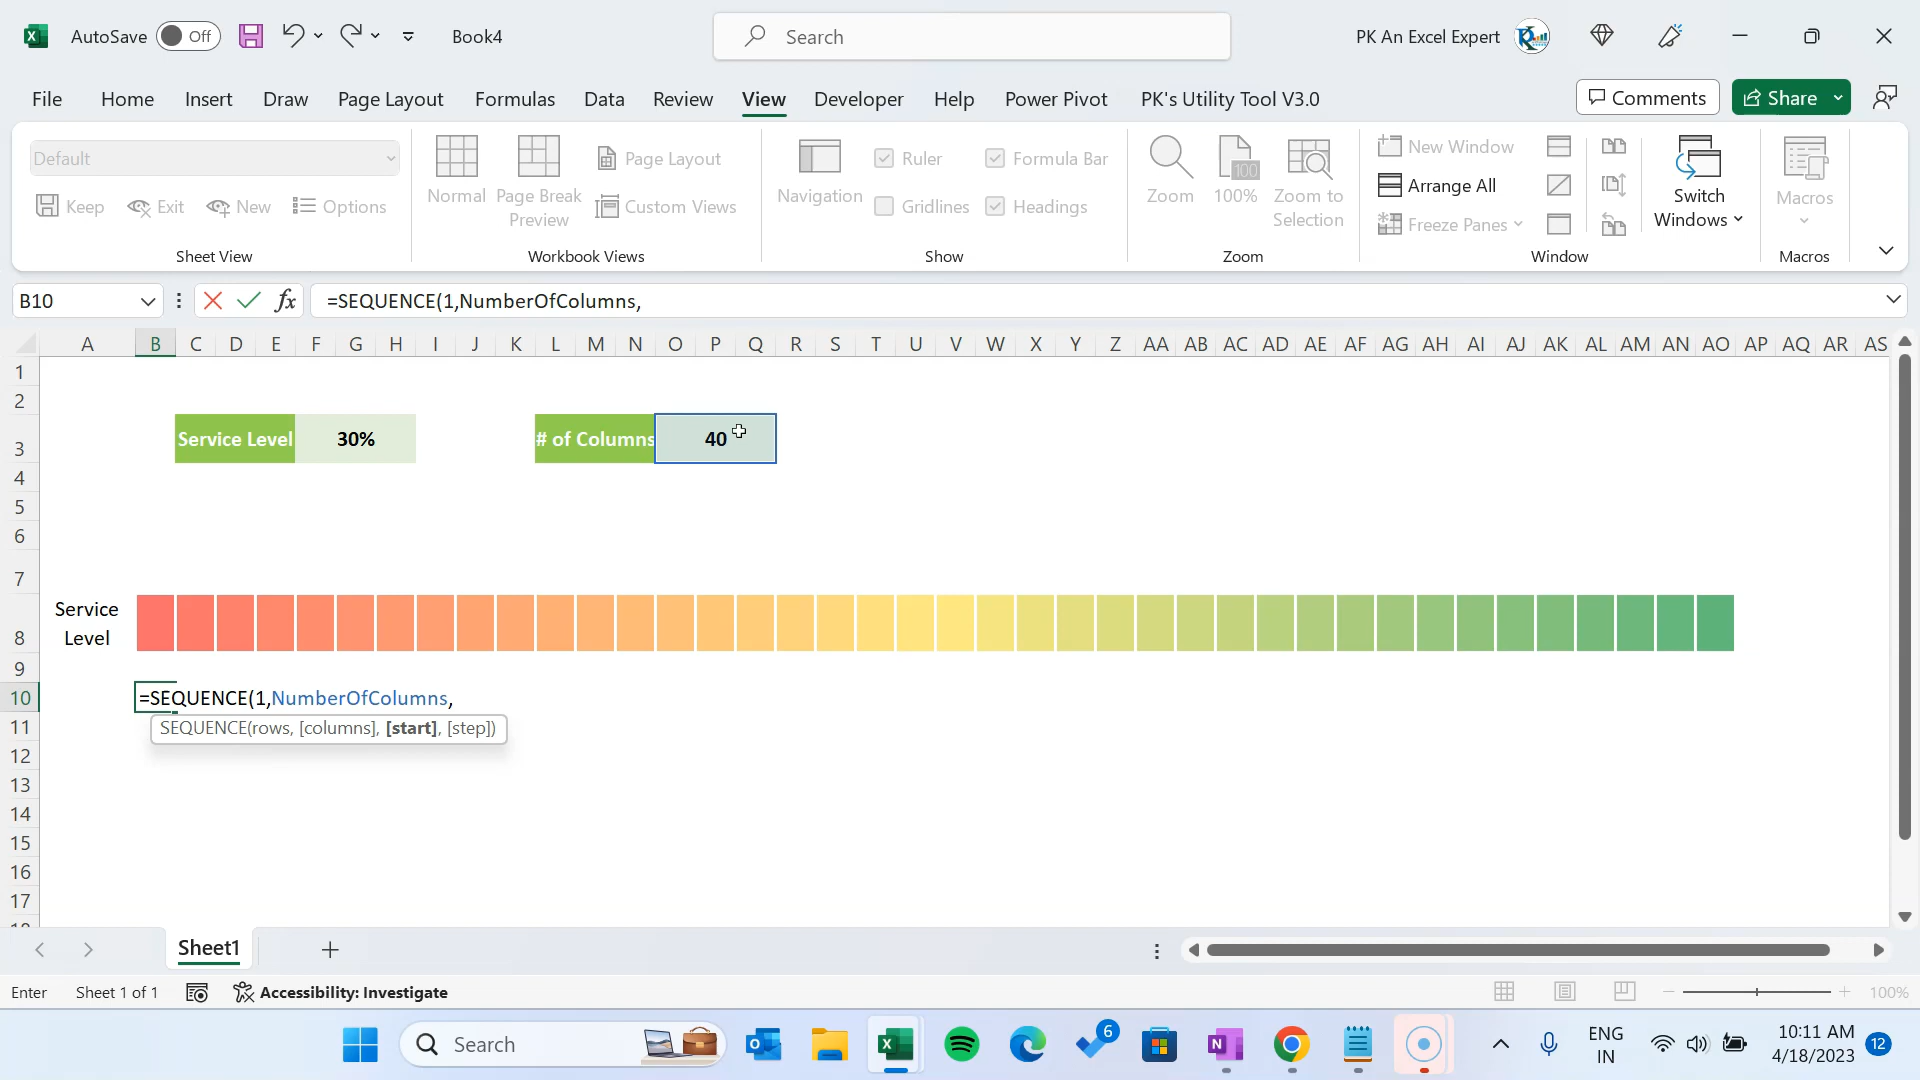 AutoSave Off Book4 Search PK An Excel Expert
File Home Insert Draw Page Layout Formulas Data Review View Developer Help Power Pivot PK's Utility Tool V3.0 Comments Share
Default
Keep Exit New Options
Sheet View
Normal
Page Break
Preview
Page Layout
Custom Views
Workbook Views
Navigation
Ruler
Gridlines
Formula Bar
Headings
Show
Zoom
100
100%
Zoom to
Selection
Zoom
New Window
Arrange All
Freeze Panes
Window
Switch
Windows
Macros
Macros
B10 fx =SEQUENCE(1,NumberOfColumns,
A B C D E F G H I J K L M N O P Q R S T U V W X Y Z AA AB AC AD AE AF AG AH AI AJ AK AL AM AN AO AP AQ AR AS
1
2
3 Service Level 30% # of Columns 40
4
5
6
7
8 Service
Level
9
10 =SEQUENCE(1,NumberOfColumns,
SEQUENCE(rows, [columns], [start], [step])
11
12
13
14
15
16
17
Sheet1
Enter Sheet 1 of 1 Accessibility: Investigate 100%
Search 6 ENG
IN
10:11 AM
4/18/2023
12